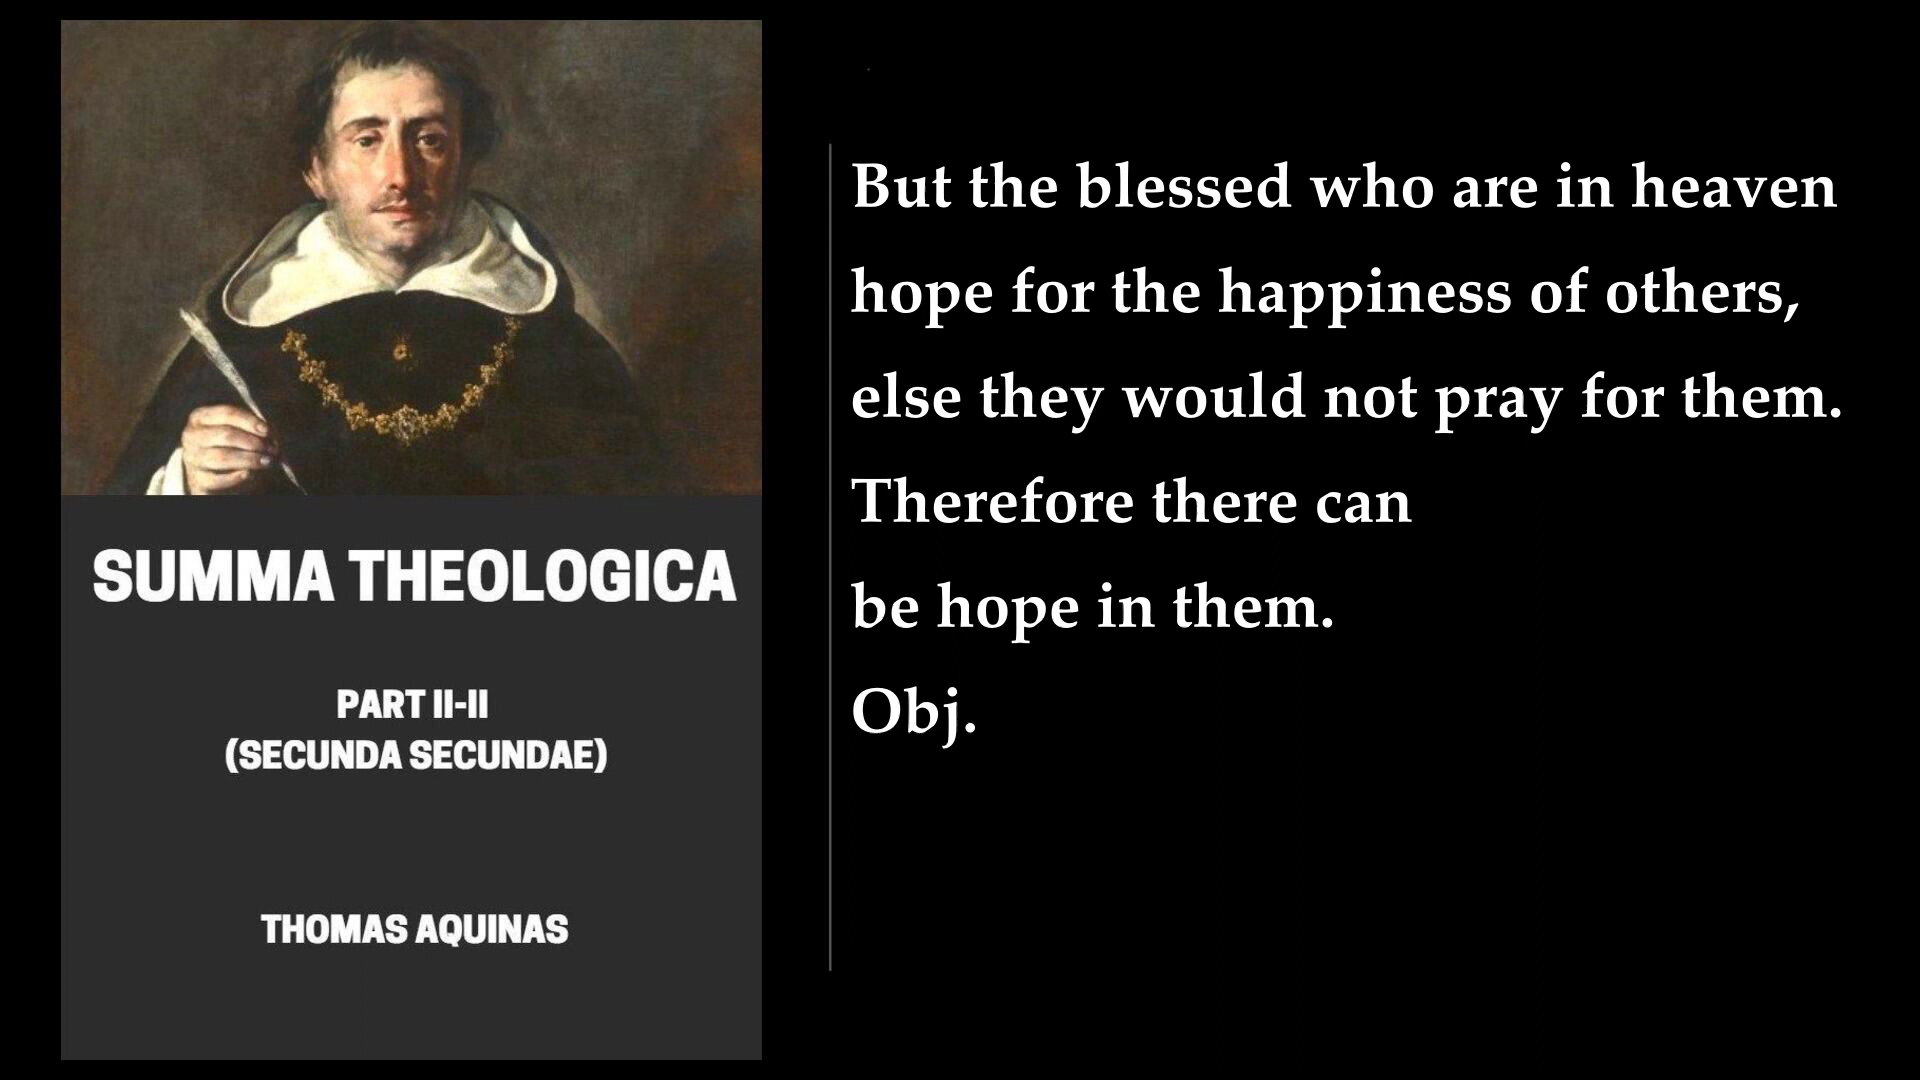 SUMMA THEOLOGICA
PART II-II
(SECUNDA SECUNDAE)
THOMAS AQUINAS
But the blessed who are in heaven
hope for the happiness of others,
else they would not pray for them.
Therefore there can
be hope in them.
Obj.